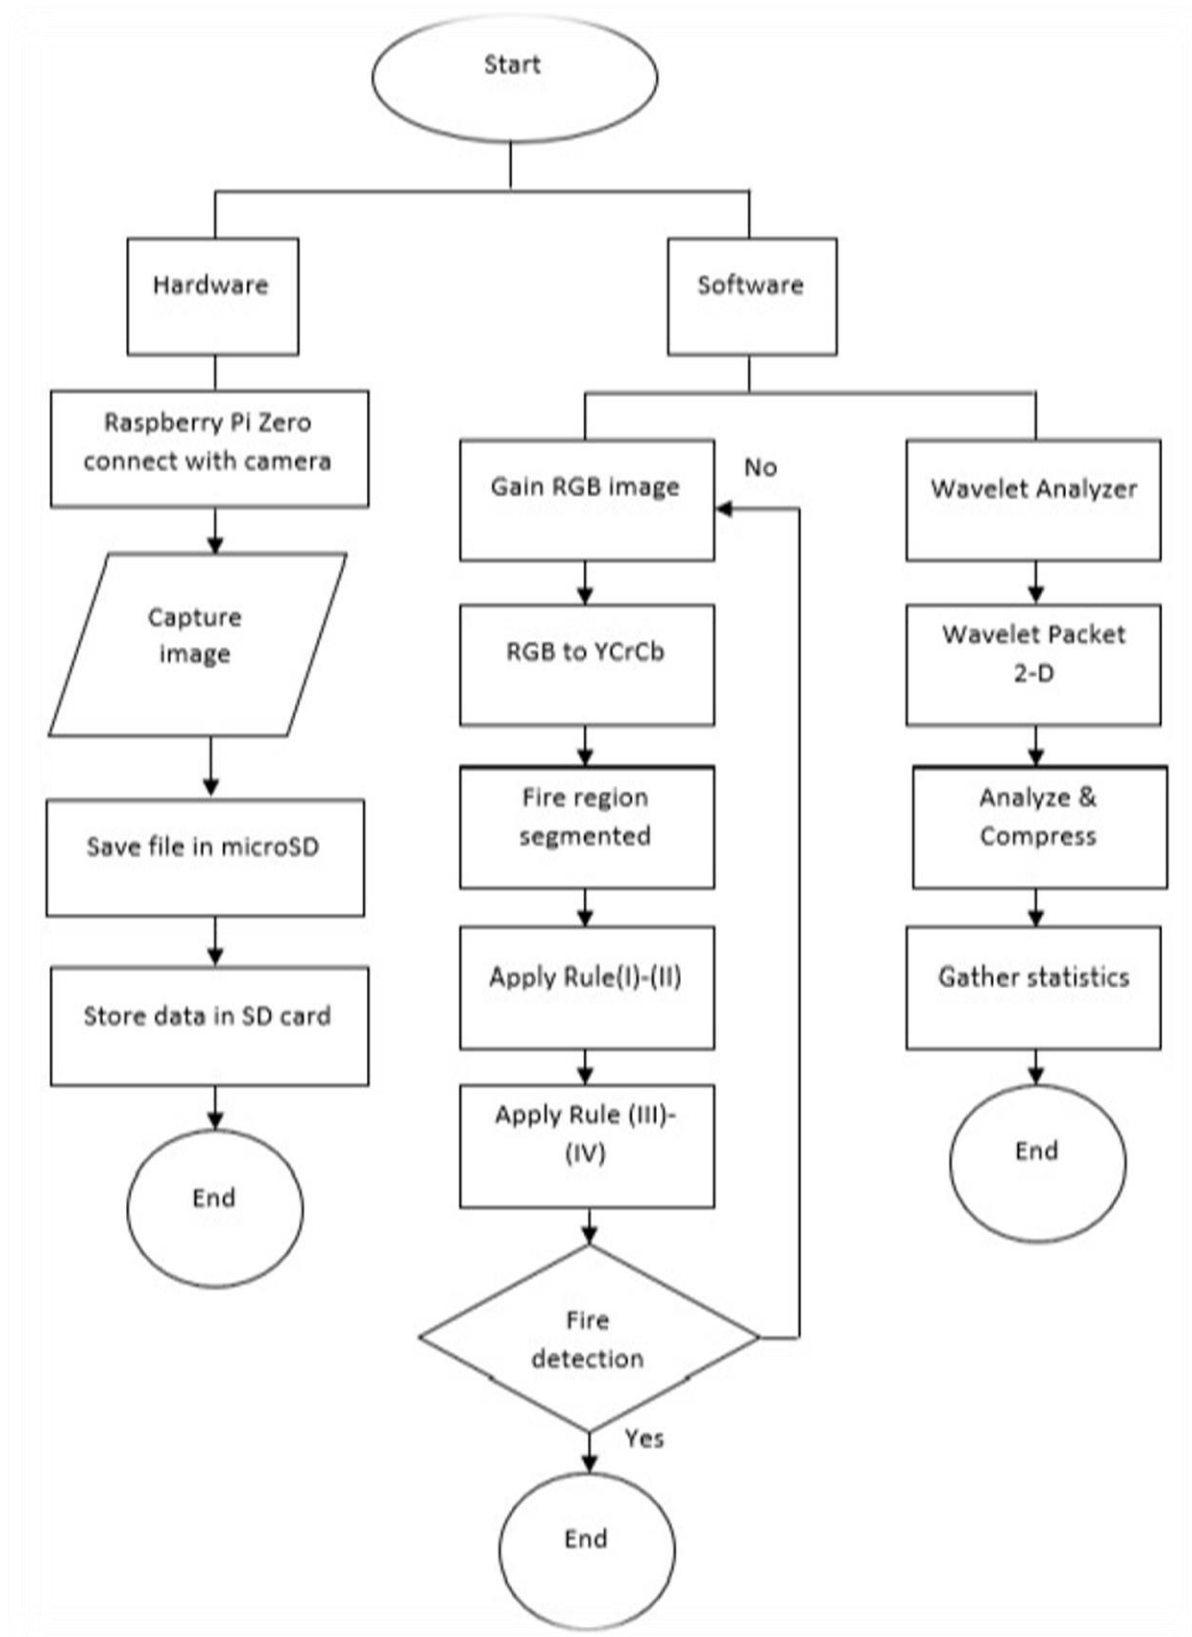 Start
Hardware
Software
Raspberry Pi Zero
connect with camera
Capture
image
Save file in microSD
Store data in SD card
End
Gain RGB image
No
RGB to YCrCb
Fire region
segmented
Apply Rule(I)-(II)
Apply Rule (III)-
(IV)
Fire
detection
Yes
End
Wavelet Analyzer
Wavelet Packet
2-D
Analyze &
Compress
Gather statistics
End